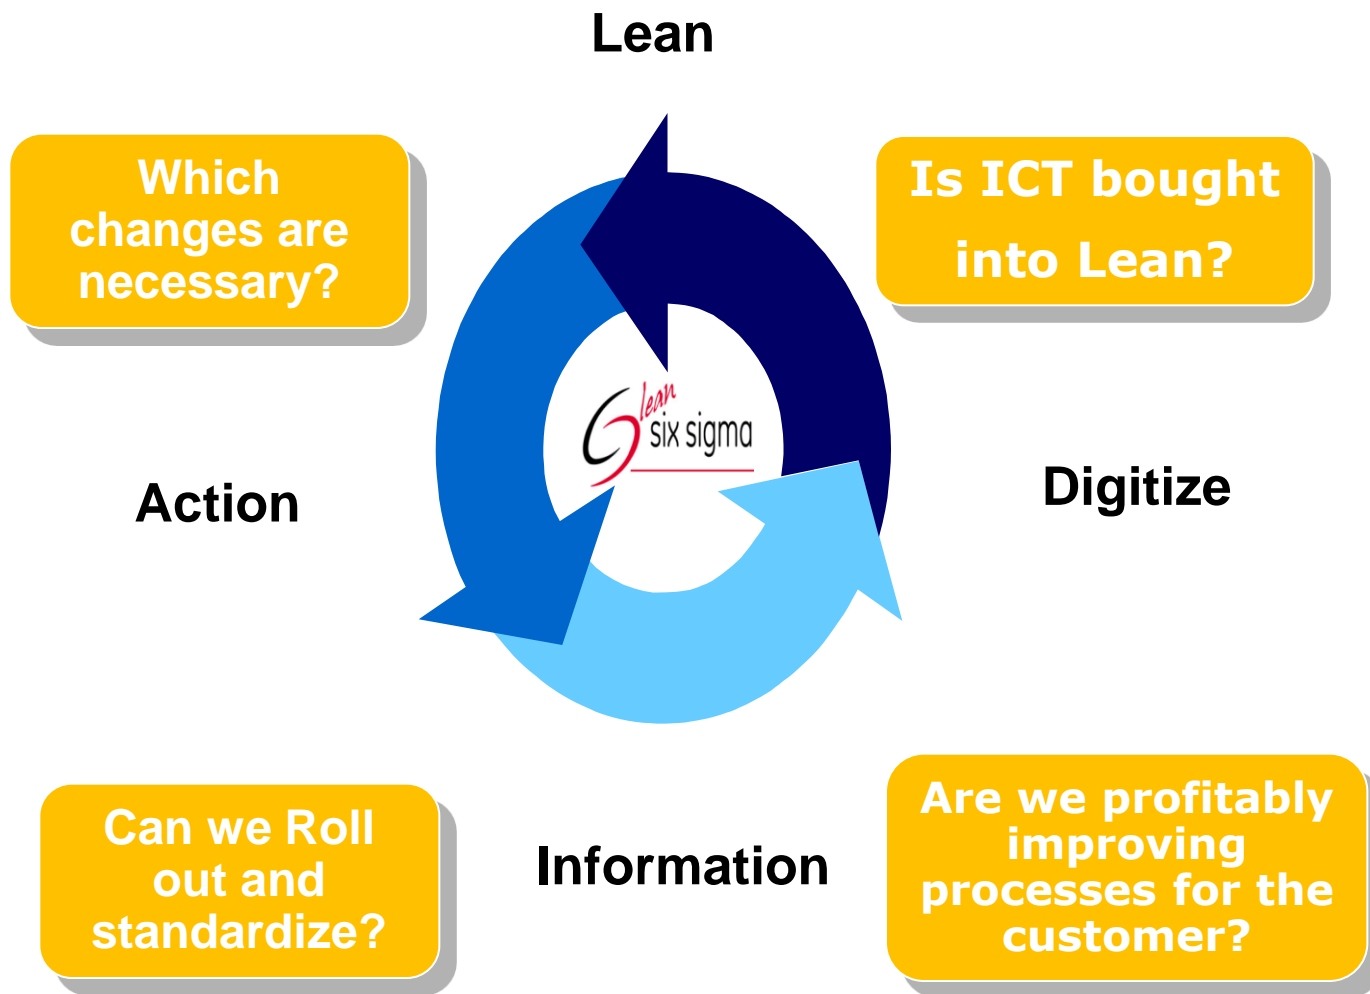 Lean
Which
changes are
necessary?
Is ICT bought
into Lean?
lean
six sigma
Action
Digitize
Can we Roll
out and
standardize?
Information
Are we profitably
improving
processes for the
customer?